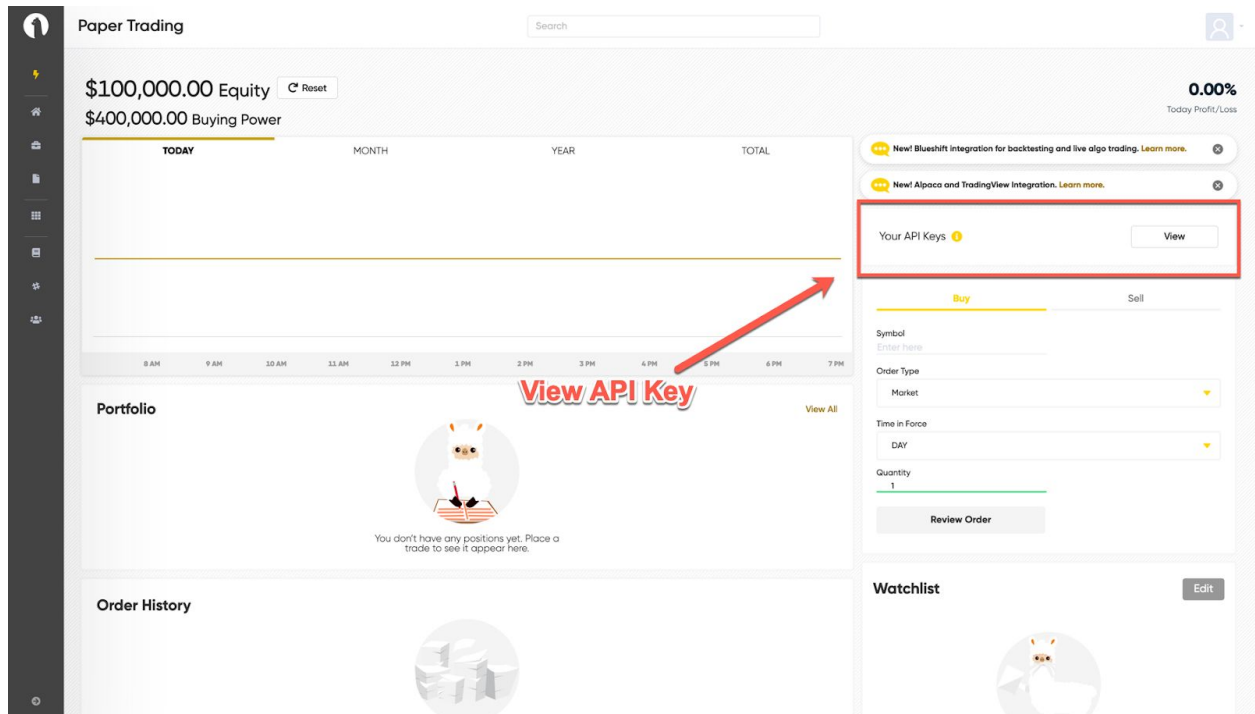 Paper Trading
Search
$100,000.00 Equity
Reset
$400,000.00 Buying Power
0.00%
Today Profit/Loss
TODAY
MONTH
YEAR
TOTAL
8 AM
9 AM
10 AM
11 AM
12 PM
1 PM
2 PM
3 PM
4 PM
5 PM
6 PM
7 PM
New! Blueshift integration for backtesting and live algo trading. Learn more.
New! Alpaca and TradingView Integration. Learn more.
Your API Keys
View
View API Key
Buy
Sell
Symbol
Enter here
Order Type
Market
Time in Force
DAY
Quantity
1
Review Order
Portfolio
View All
You don't have any positions yet. Place a
trade to see it appear here.
Order History
Watchlist
Edit